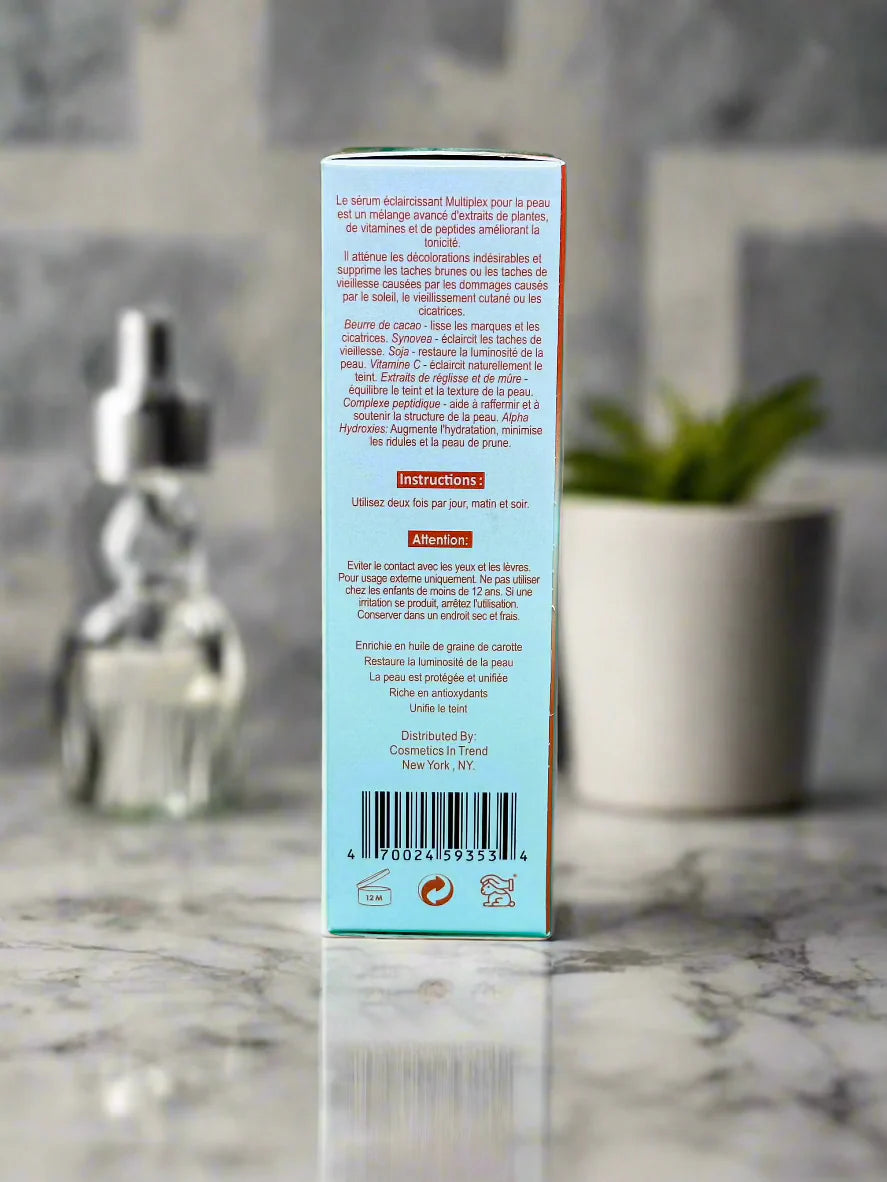 Le sérum éclaircissant Multiplex pour la peau
est un mélange avancé d'extraits de plantes,
de vitamines et de peptides améliorant la
tonicité.
Il atténue les décolorations indésirables et
supprime les taches brunes ou les taches de
vieillesse causées par les dommages causés
par le soleil, le vieillissement cutané ou les
cicatrices.
Beurre de cacao - lisse les marques et les
cicatrices. Synovea - éclaircit les taches de
vieillesse. Soja - restaure la luminosité de la
peau. Vitamine C - éclaircit naturellement le
teint. Extraits de réglisse et de mûre -
équilibre le teint et la texture de la peau.
Complexe peptidique - aide à raffermir et à
soutenir la structure de la peau. Alpha
Hydroxies: Augmente l'hydratation, minimise
les ridules et la peau de prune.
Instructions :
Utilisez deux fois par jour, matin et soir.
Attention:
Eviter le contact avec les yeux et les lèvres.
Pour usage externe uniquement. Ne pas utiliser
chez les enfants de moins de 12 ans. Si une
irritation se produit, arrêtez l'utilisation.
Conserver dans un endroit sec et frais.
Enrichie en huile de graine de carotte
Restaure la luminosité de la peau
La peau est protégée et unifiée
Riche en antioxydants
Unifie le teint
Distributed By:
Cosmetics In Trend
New York , NY.
4 70024 59353 4
12 M